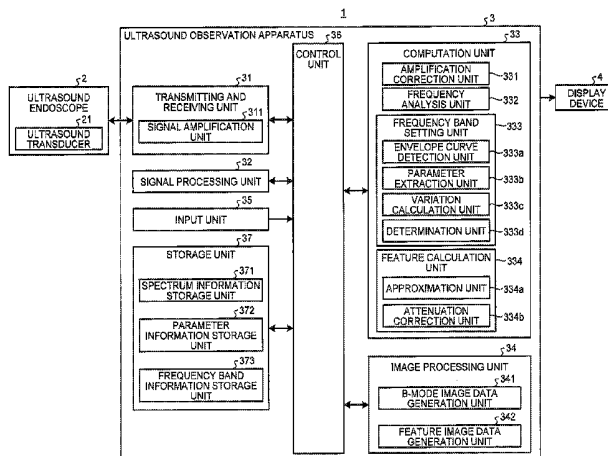 1
3
ULTRASOUND OBSERVATION APPARATUS
36
CONTROL
UNIT
33
COMPUTATION UNIT
AMPLIFICATION
CORRECTION UNIT
331
FREQUENCY
ANALYSIS UNIT
332
FREQUENCY BAND
SETTING UNIT
333
ENVELOPE CURVE
DETECTION UNIT
333a
PARAMETER
EXTRACTION UNIT
333b
VARIATION
CALCULATION UNIT
333c
DETERMINATION UNIT
333d
FEATURE CALCULATION
UNIT
334
APPROXIMATION UNIT
334a
ATTENUATION
CORRECTION UNIT
334b
2
ULTRASOUND
ENDOSCOPE
21
ULTRASOUND
TRANSDUCER
31
TRANSMITTING AND
RECEIVING UNIT
311
SIGNAL AMPLIFICATION
UNIT
32
SIGNAL PROCESSING UNIT
35
INPUT UNIT
37
STORAGE UNIT
371
SPECTRUM INFORMATION
STORAGE UNIT
372
PARAMETER
INFORMATION STORAGE
UNIT
373
FREQUENCY BAND
INFORMATION STORAGE
UNIT
34
IMAGE PROCESSING UNIT
341
B-MODE IMAGE DATA
GENERATION UNIT
342
FEATURE IMAGE DATA
GENERATION UNIT
4
DISPLAY
DEVICE